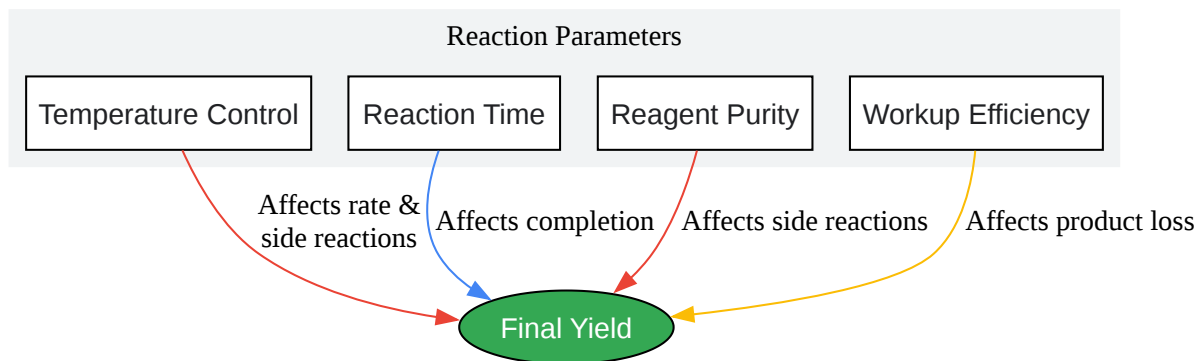 Reaction Parameters
Temperature Control
Reaction Time
Reagent Purity
Workup Efficiency
Affects rate &
side reactions
Affects completion
Affects side reactions
Affects product loss
Final Yield